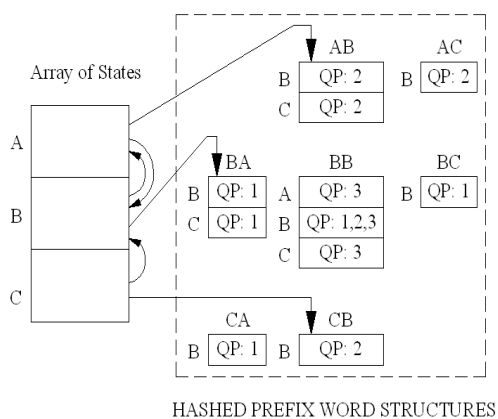 AB AC
Array of States
B QP: 2 B QP: 2
C QP: 2
A
BA BB BC
B QP: 1 A QP: 3 B QP: 1
B
C QP: 1 B QP: 1,2,3
C QP: 3
C
CA CB
B QP: 1 B QP: 2
HASHED PREFIX WORD STRUCTURES